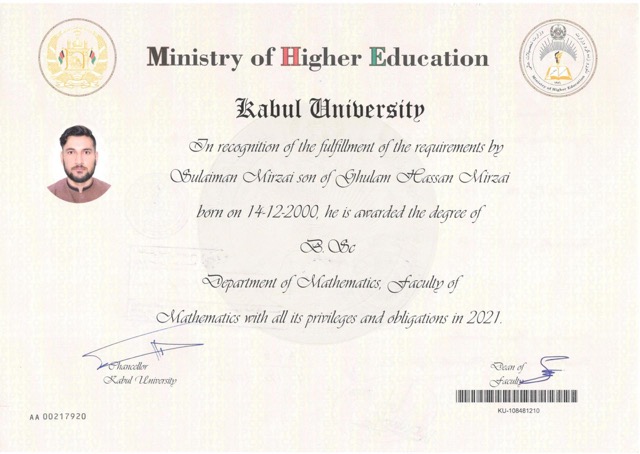 Ministry of Higher Education
Ministry of Higher Education
Kabul University
In recognition of the fulfillment of the requirements by
Sulaiman Mirzai son of Ghulam Hassan Mirzai
born on 14-12-2000, he is awarded the degree of
B. Sc
Department of Mathematics, Faculty of
Mathematics with all its privileges and obligations in 2021.
Chancellor
Kabul University
Dean of
Faculty
KU-108481210
AA 00217920